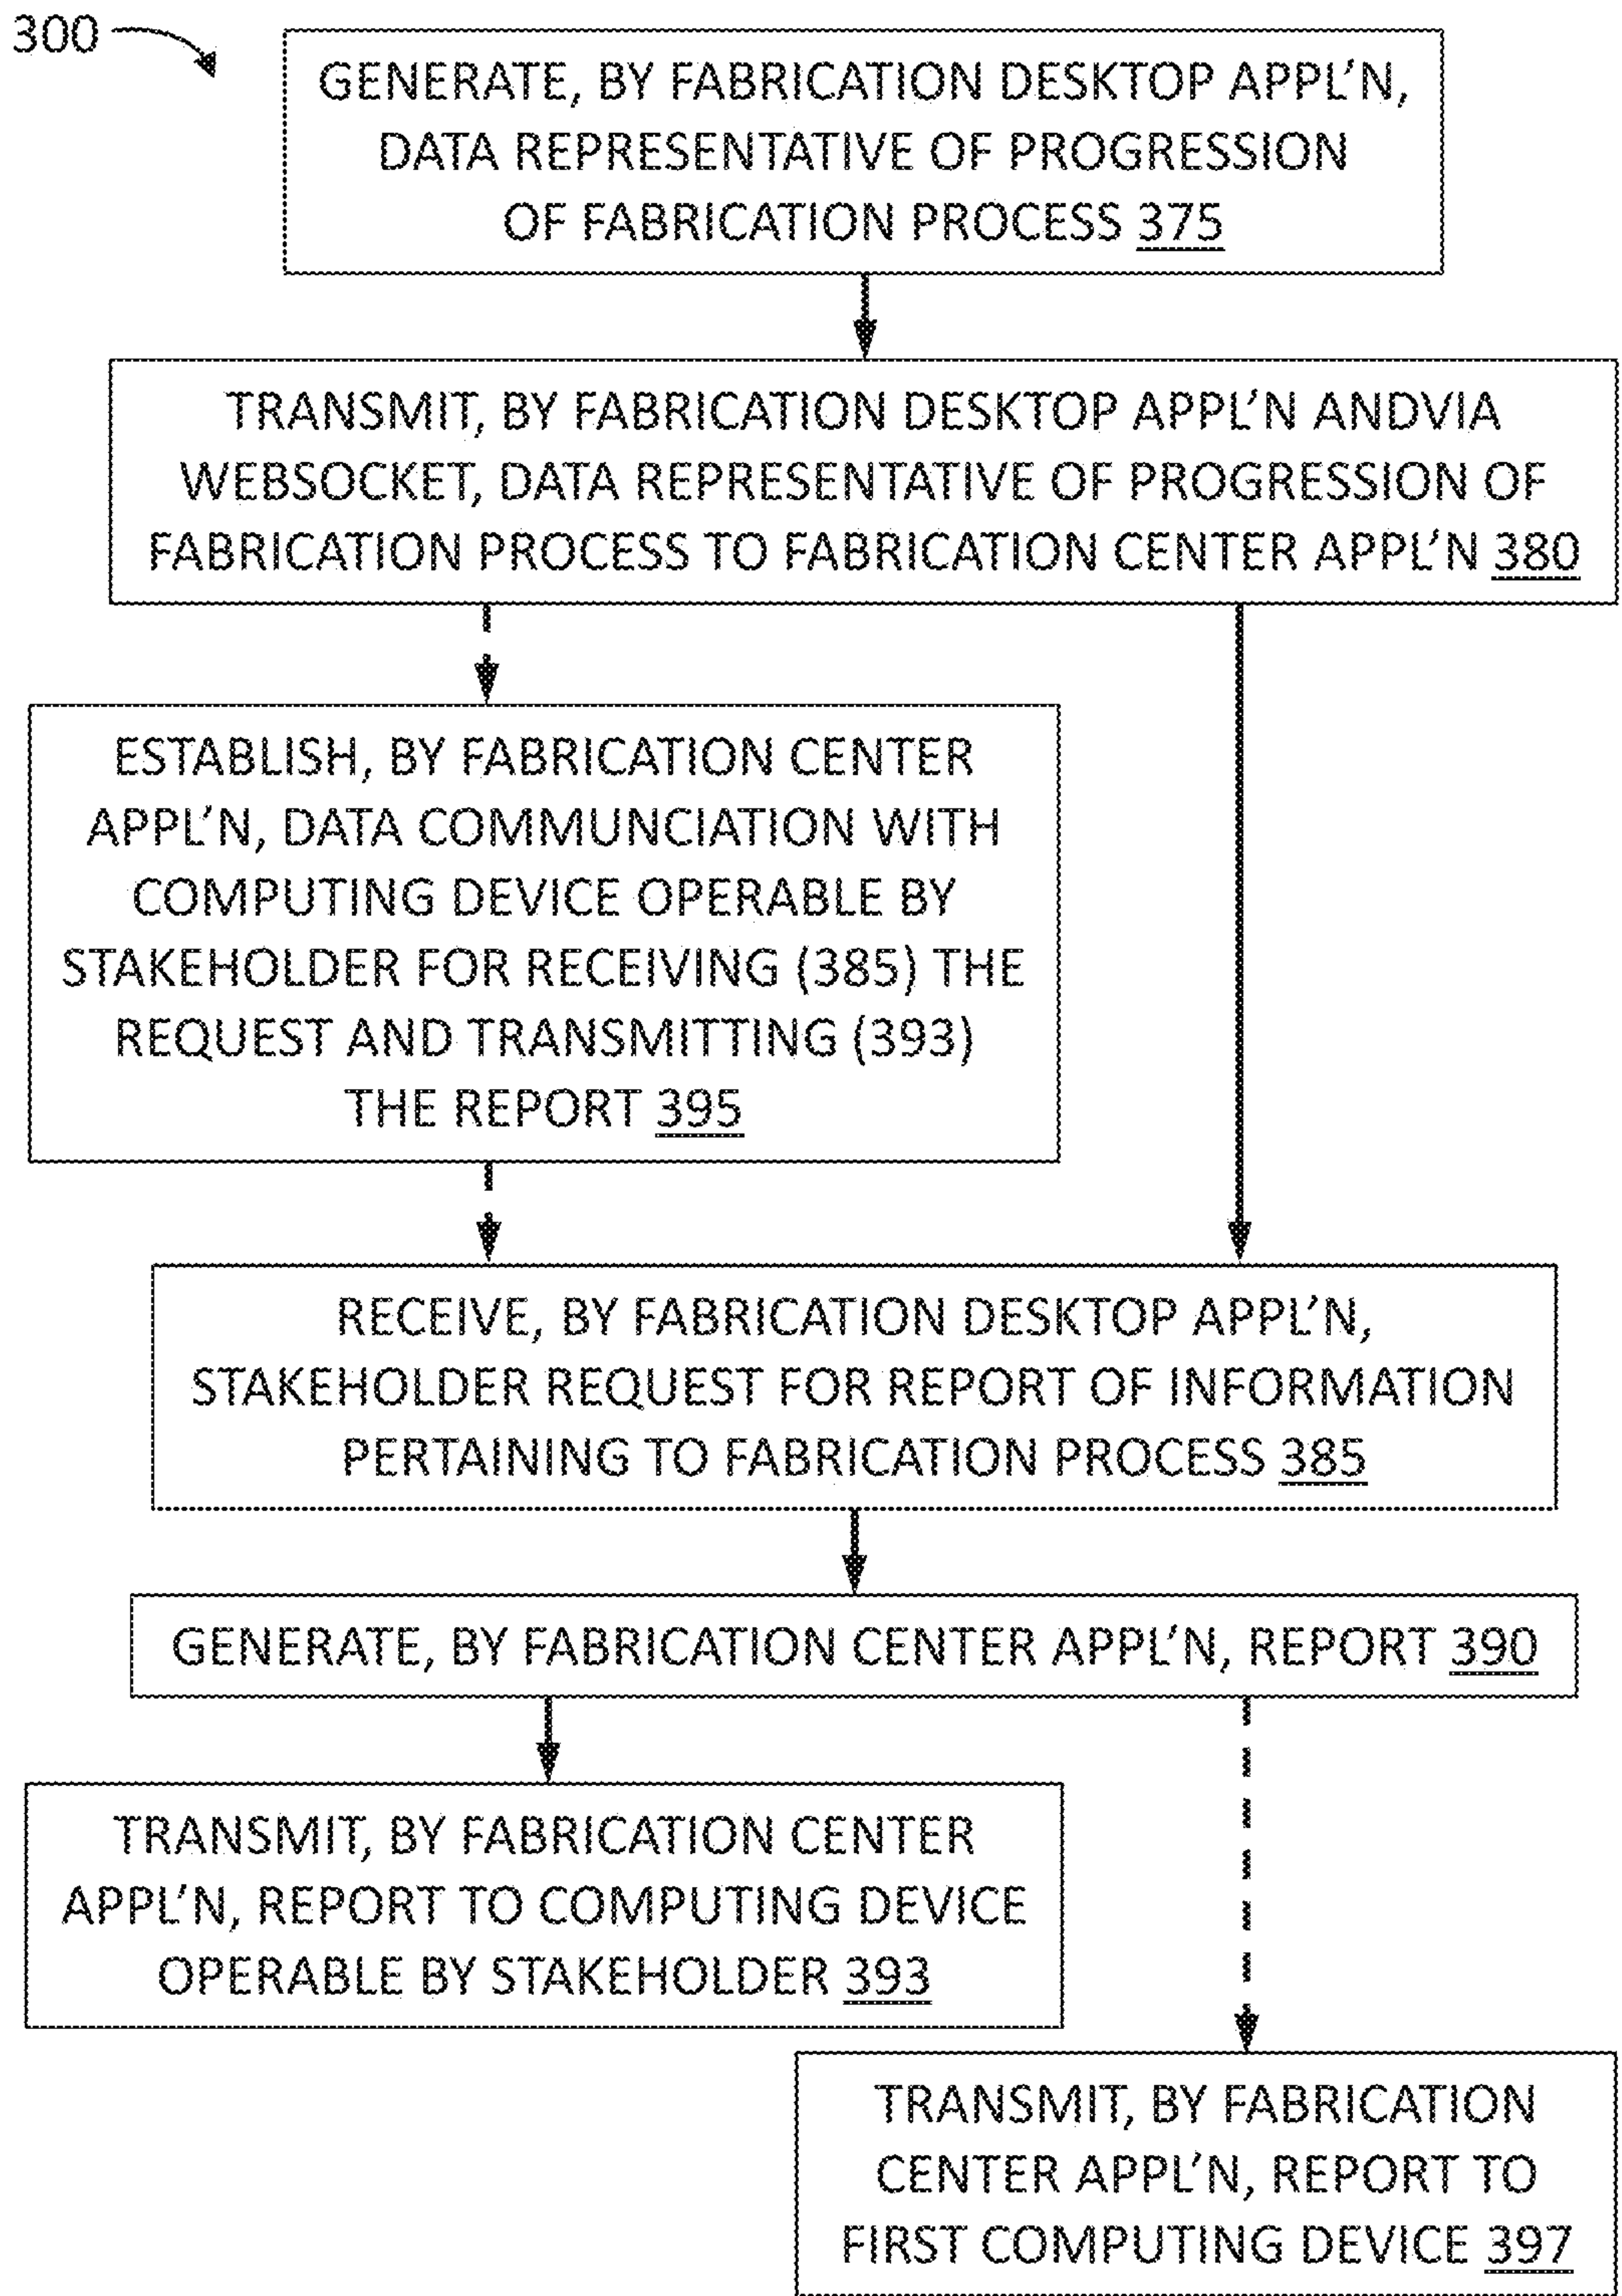 300
GENERATE, BY FABRICATION DESKTOP APPL'N,
DATA REPRESENTATIVE OF PROGRESSION
OF FABRICATION PROCESS 375
TRANSMIT, BY FABRICATION DESKTOP APPL'N ANDVIA
WEBSOCKET, DATA REPRESENTATIVE OF PROGRESSION OF
FABRICATION PROCESS TO FABRICATION CENTER APPL'N 380
ESTABLISH, BY FABRICATION CENTER
APPL'N, DATA COMMUNCIATION WITH
COMPUTING DEVICE OPERABLE BY
STAKEHOLDER FOR RECEIVING (385) THE
REQUEST AND TRANSMITTING (393)
THE REPORT 395
RECEIVE, BY FABRICATION DESKTOP APPL'N,
STAKEHOLDER REQUEST FOR REPORT OF INFORMATION
PERTAINING TO FABRICATION PROCESS 385
GENERATE, BY FABRICATION CENTER APPL'N, REPORT 390
TRANSMIT, BY FABRICATION CENTER
APPL'N, REPORT TO COMPUTING DEVICE
OPERABLE BY STAKEHOLDER 393
TRANSMIT, BY FABRICATION
CENTER APPL'N, REPORT TO
FIRST COMPUTING DEVICE 397